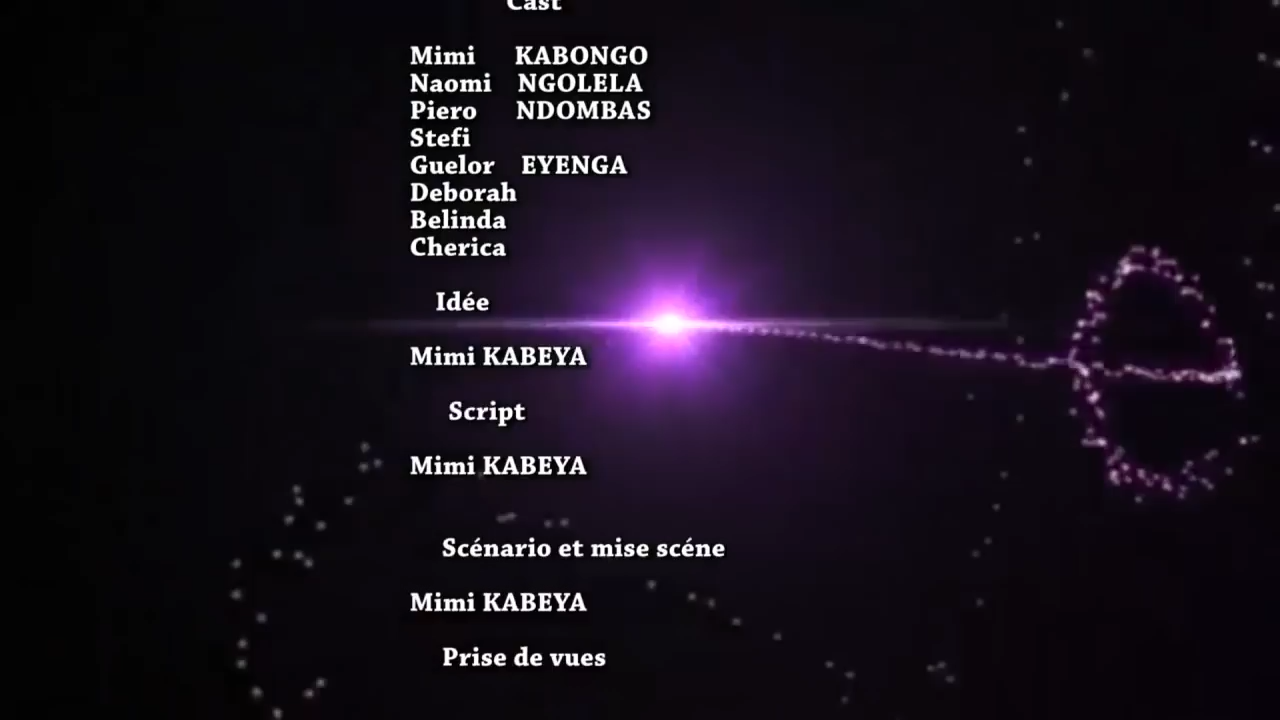 Cast
Mimi KABONGO
Naomi NGOLELA
Piero NDOMBAS
Stefi
Guelor EYENGA
Deborah
Belinda
Cherica
Idée
Mimi KABEYA
Script
Mimi KABEYA
Scénario et mise scéne
Mimi KABEYA
Prise de vues